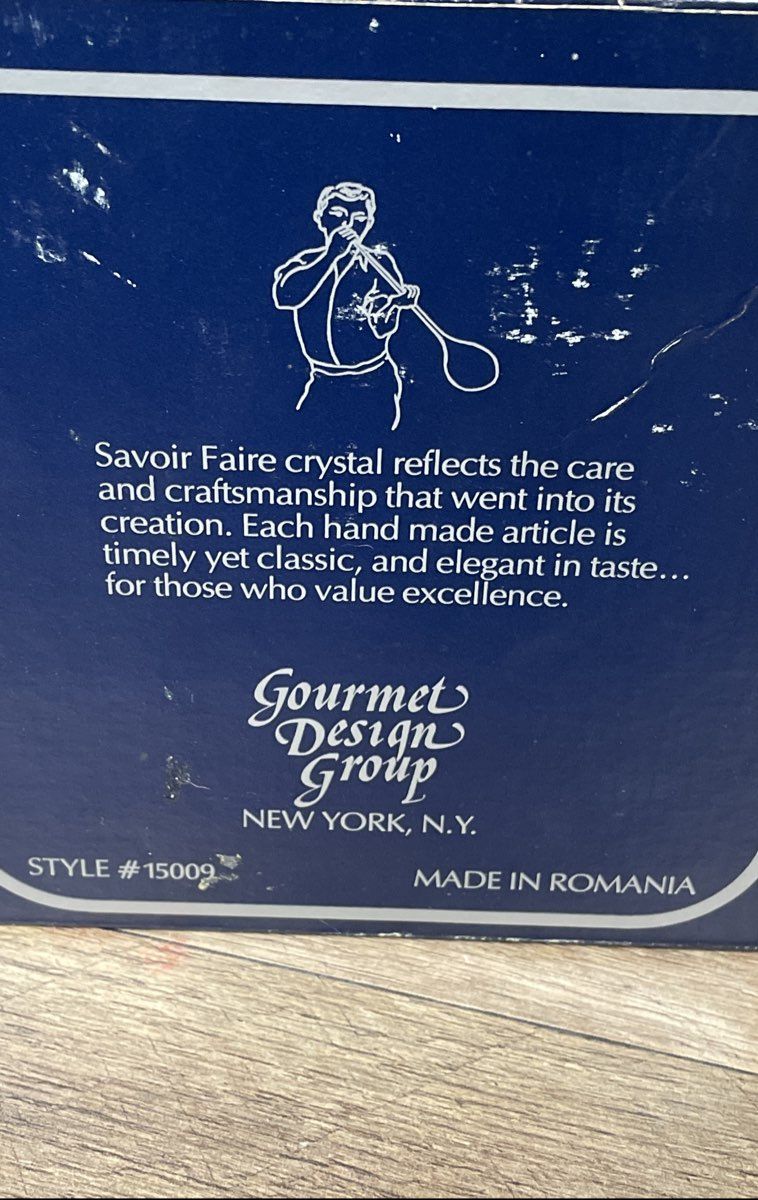 Savoir Faire crystal reflects the care
and craftsmanship that went into its
creation. Each hand made article is
timely yet classic, and elegant in taste...
for those who value excellence.
Gourmet
Design
Group
NEW YORK, N.Y.
STYLE #15009
MADE IN ROMANIA